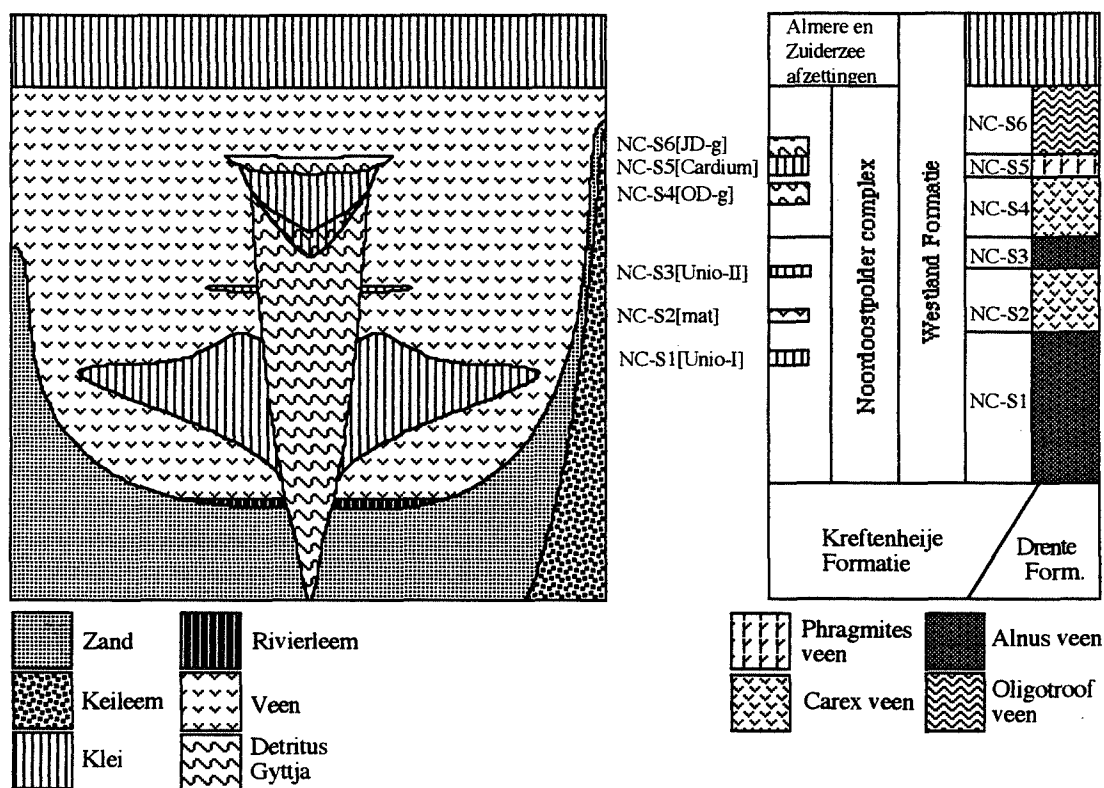 Almere en
Zuiderzee
afzettingen
NC-S6[JD-g]
NC-S5[Cardium]
NC-S4[OD-g]
NC-S3[Unio-II]
NC-S2[mat]
NC-S1[Unio-I]
Noordoostpolder complex
Westland Formatie
NC-S6
NC-S5
NC-S4
NC-S3
NC-S2
NC-S1
Kreftenheije
Formatie
Drente
Form.
Zand
Rivierleem
Keileem
Veen
Klei
Detritus
Gyttja
Phragmites
veen
Alnus veen
Carex veen
Oligotroof
veen